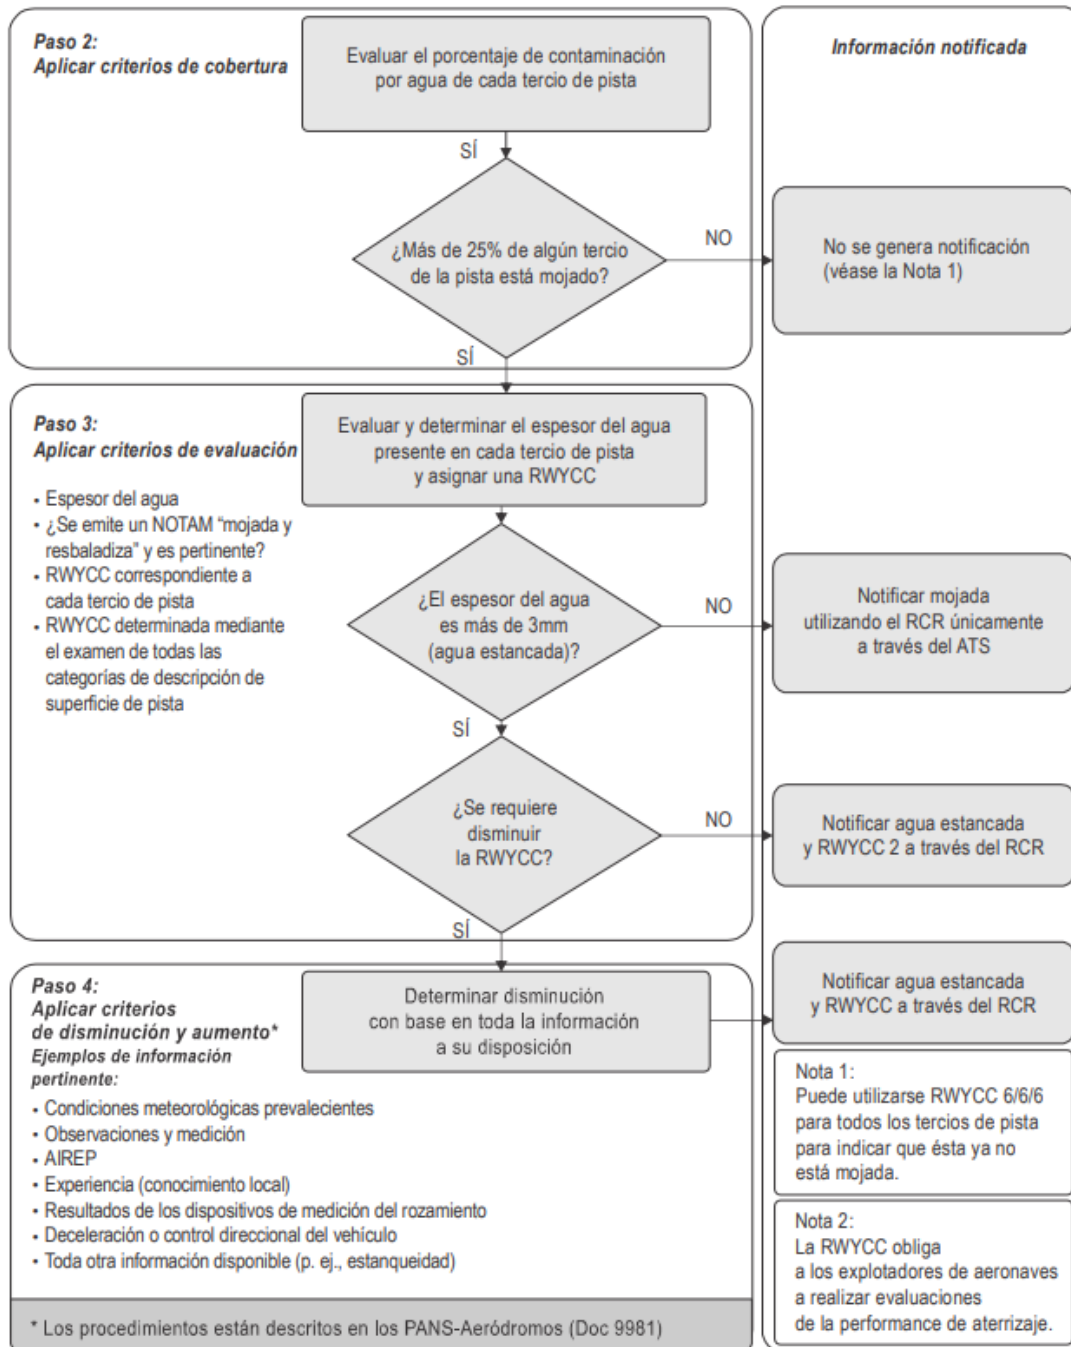 Paso 2:
Aplicar criterios de cobertura
Evaluar el porcentaje de contaminación
por agua de cada tercio de pista
Información notificada
SÍ
¿Más de 25% de algún tercio
de la pista está mojado?
NO
No se genera notificación
(véase la Nota 1)
SÍ
Paso 3:
Aplicar criterios de evaluación
• Espesor del agua
• ¿Se emite un NOTAM “mojada y
resbaladiza” y es pertinente?
• RWYCC correspondiente a
cada tercio de pista
• RWYCC determinada mediante
el examen de todas las
categorías de descripción de
superficie de pista
Evaluar y determinar el espesor del agua
presente en cada tercio de pista
y asignar una RWYCC
¿El espesor del agua
es más de 3mm
(agua estancada)?
NO
Notificar mojada
utilizando el RCR únicamente
a través del ATS
SÍ
¿Se requiere
disminuir
la RWYCC?
NO
Notificar agua estancada
y RWYCC 2 a través del RCR
SÍ
Paso 4:
Aplicar criterios
de disminución y aumento*
Ejemplos de información
pertinente:
• Condiciones meteorológicas prevalecientes
• Observaciones y medición
• AIREP
• Experiencia (conocimiento local)
• Resultados de los dispositivos de medición del rozamiento
• Deceleración o control direccional del vehículo
• Toda otra información disponible (p. ej., estanqueidad)
Determinar disminución
con base en toda la información
a su disposición
Notificar agua estancada
y RWYCC a través del RCR
Nota 1:
Puede utilizarse RWYCC 6/6/6
para todos los tercios de pista
para indicar que ésta ya no
está mojada.
Nota 2:
La RWYCC obliga
a los explotadores de aeronaves
a realizar evaluaciones
de la performance de aterrizaje.
* Los procedimientos están descritos en los PANS-Aeródromos (Doc 9981)